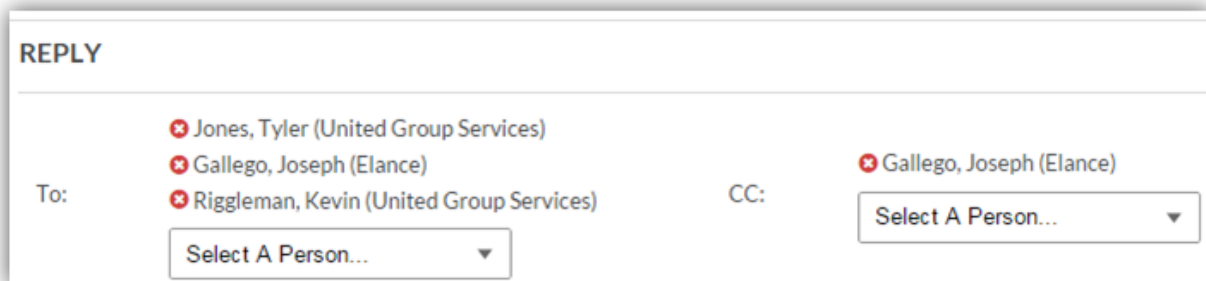 REPLY
To:
Jones, Tyler (United Group Services)
Gallego, Joseph (Elance)
Riggleman, Kevin (United Group Services)
Select A Person...
CC:
Gallego, Joseph (Elance)
Select A Person...